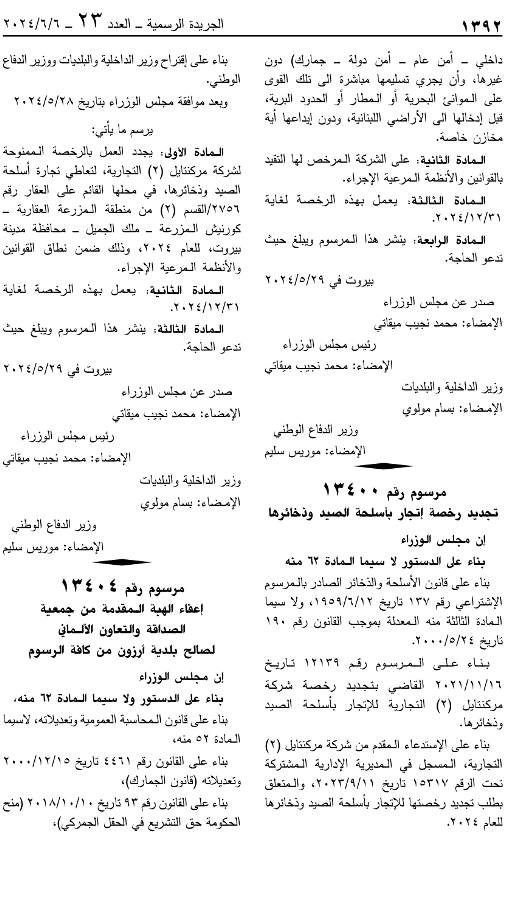 ١٣٩٢
الجريدة الرسمية ــ العدد ٢٣ ــ ٢٠٢٤/٦/٦
داخلي ــ أمن عام ــ أمن دولة ــ جمارك) دون
غيرها، وأن يجري تسليمها مباشرة الى تلك القوى
على الموانئ البحرية أو المطار أو الحدود البرية،
قبل إدخالها الى الأراضي اللبنانية، ودون إيداعها أية
مخازن خاصة.
المادة الثانية: على الشركة المرخص لها التقيد
بالقوانين والأنظمة المرعية الإجراء.
المادة الثالثة: يعمل بهذه الرخصة لغاية
٢٠٢٤/١٢/٣١.
المادة الرابعة: ينشر هذا المرسوم ويبلغ حيث
تدعو الحاجة.
بيروت في ٢٠٢٤/٥/٢٩
صدر عن مجلس الوزراء
الإمضاء: محمد نجيب ميقاتي
رئيس مجلس الوزراء
الإمضاء: محمد نجيب ميقاتي
وزير الداخلية والبلديات
الإمضاء: بسام مولوي
وزير الدفاع الوطني
الإمضاء: موريس سليم
مرسوم رقم ١٣٤٠٠
تجديد رخصة إتجار بأسلحة الصيد وذخائرها
إن مجلس الوزراء
بناء على الدستور لا سيما المادة ٦٢ منه
بناء على قانون الأسلحة والذخائر الصادر بالمرسوم
الإشتراعي رقم ١٣٧ تاريخ ١٩٥٩/٦/١٢، ولا سيما
المادة الثالثة منه المعدلة بموجب القانون رقم ١٩٠
تاريخ ٢٠٠٠/٥/٢٤.
بناء على المرسوم رقم ١٢١٣٩ تاريخ
٢٠٢١/١١/١٦ القاضي بتجديد رخصة شركة
مركنتايل (٢) التجارية للإتجار بأسلحة الصيد
وذخائرها.
بناء على الإستدعاء المقدم من شركة مركنتايل (٢)
التجارية، المسجل في المديرية الإدارية المشتركة
تحت الرقم ١٥٣١٧ تاريخ ٢٠٢٣/٩/١١، والمتعلق
بطلب تجديد رخصتها للإتجار بأسلحة الصيد وذخائرها
للعام ٢٠٢٤.
بناء على إقتراح وزير الداخلية والبلديات ووزير الدفاع
الوطني.
وبعد موافقة مجلس الوزراء بتاريخ ٢٠٢٤/٥/٢٨
يرسم ما يأتي:
المادة الأولى: يجدد العمل بالرخصة الممنوحة
لشركة مركنتايل (٢) التجارية، لتعاطي تجارة أسلحة
الصيد وذخائرها، في محلها القائم على العقار رقم
٢٧٥٦/القسم (٢) من منطقة المزرعة العقارية ــ
كورنيش المزرعة ــ ملك الجميل ــ محافظة مدينة
بيروت، للعام ٢٠٢٤، وذلك ضمن نطاق القوانين
والأنظمة المرعية الإجراء.
المادة الثانية: يعمل بهذه الرخصة لغاية
٢٠٢٤/١٢/٣١.
المادة الثالثة: ينشر هذا المرسوم ويبلغ حيث
تدعو الحاجة.
بيروت في ٢٠٢٤/٥/٢٩
صدر عن مجلس الوزراء
الإمضاء: محمد نجيب ميقاتي
رئيس مجلس الوزراء
الإمضاء: محمد نجيب ميقاتي
وزير الداخلية والبلديات
الإمضاء: بسام مولوي
وزير الدفاع الوطني
الإمضاء: موريس سليم
مرسوم رقم ١٣٤٠٤
إعفاء الهبة المقدمة من جمعية
الصداقة والتعاون الألماني
لصالح بلدية أرزون من كافة الرسوم
إن مجلس الوزراء
بناء على الدستور ولا سيما المادة ٦٢ منه،
بناء على قانون المحاسبة العمومية وتعديلاته، لاسيما
المادة ٥٢ منه،
بناء على القانون رقم ٤٤٦١ تاريخ ٢٠٠٠/١٢/١٥
وتعديلاته (قانون الجمارك)،
بناء على القانون رقم ٩٣ تاريخ ٢٠١٨/١٠/١٠ (منح
الحكومة حق التشريع في الحقل الجمركي)،